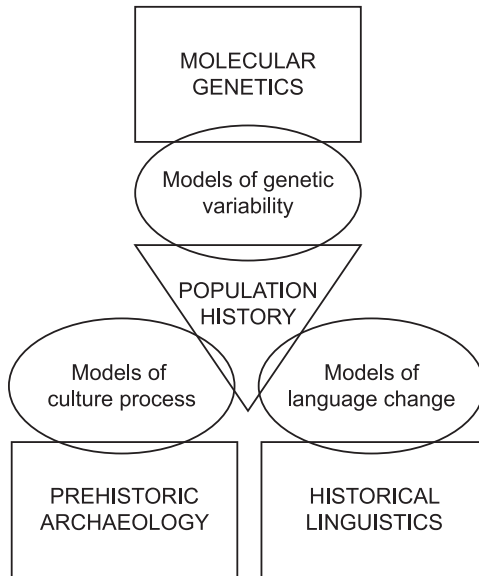 MOLECULAR
GENETICS
Models of genetic
variability
POPULATION
HISTORY
Models of
culture process
Models of
language change
PREHISTORIC
ARCHAEOLOGY
HISTORICAL
LINGUISTICS